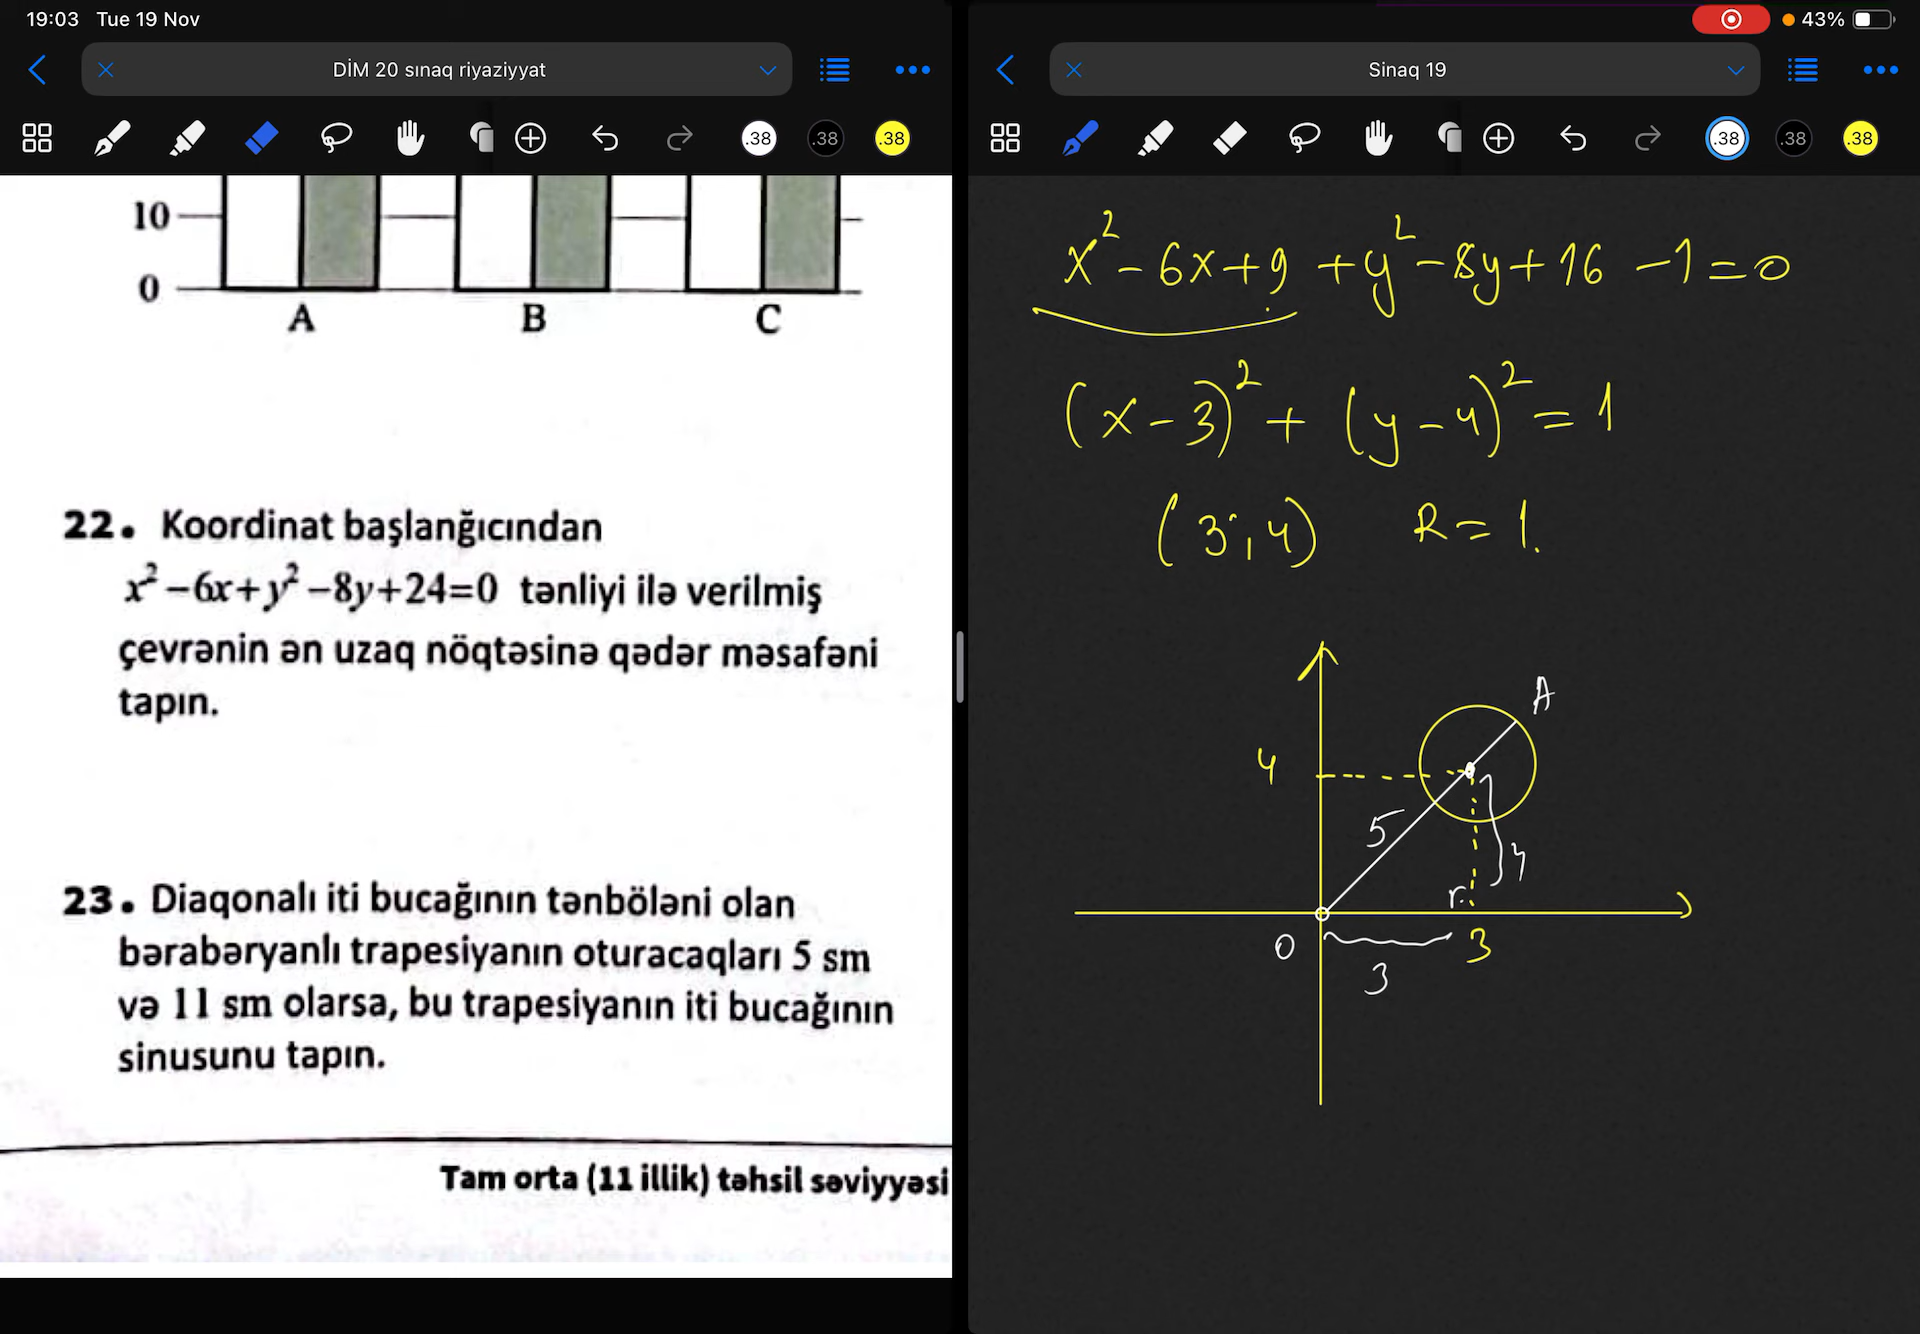 19:03 Tue 19 Nov
43%
DİM 20 sınaq riyaziyyat
Sinaq 19
.38 .38 .38
.38 .38 .38
10
0
A B C
22. Koordinat başlanğıcından
x² – 6x + y² – 8y + 24 = 0 tənliyi ilə verilmiş
çevrənin ən uzaq nöqtəsinə qədər məsafəni
tapın.
23. Diaqonalı iti bucağının tənböləni olan
bərabəryanlı trapesiyanın oturacaqları 5 sm
və 11 sm olarsa, bu trapesiyanın iti bucağının
sinusunu tapın.
Tam orta (11 illik) təhsil səviyyəsi
x² - 6x + 9 + y² - 8y + 16 - 1 = 0
(x - 3)² + (y - 4)² = 1
(3; 4) R = 1.
A
4
5
4
0
3
3